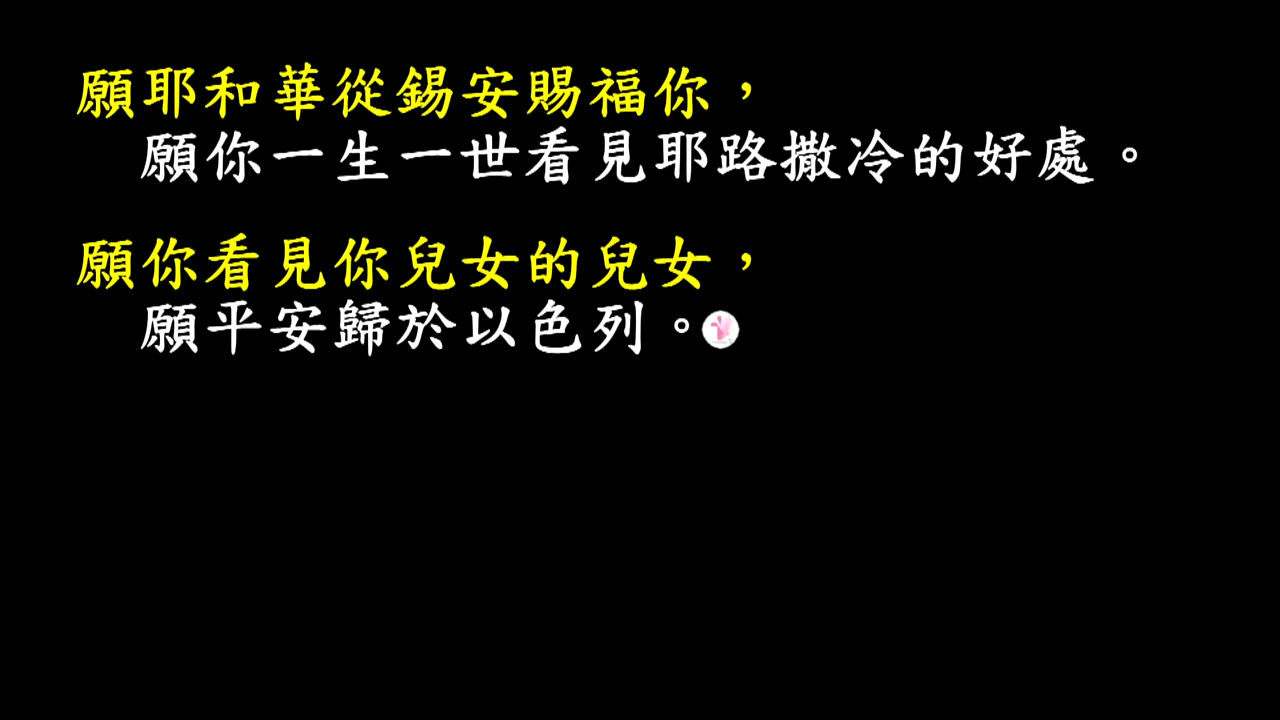 願耶和華從錫安賜福你，
願你一生一世看見耶路撒冷的好處。
願你看見你兒女的兒女，
願平安歸於以色列。